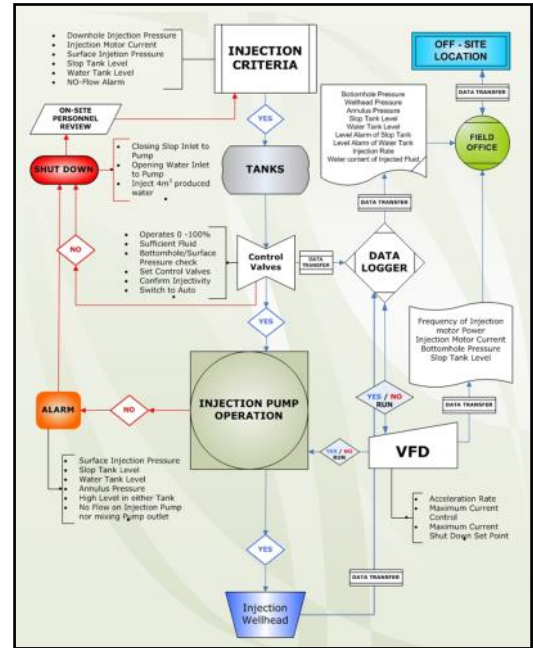 Downhole Injection Pressure
Injection Motor Current
Surface Injetion Pressure
Slop Tank Level
Water Tank Level
NO-Flow Alarm
INJECTION
CRITERIA
OFF - SITE
LOCATION
DATA TRANSFER
ON-SITE
PERSONNEL
REVIEW
YES
Bottomhole Pressure
Wellhead Pressure
Annulus Pressure
Slop Tank Level
Water Tank Level
Level Alarm of Slop Tank
Level Alarm of Water Tank
Injection Rate
Water content of Injected Fluid
FIELD
OFFICE
SHUT DOWN
Closing Slop Inlet to
Pump
Opening Water Inlet
to Pump
Inject 4m³ produced
water
TANKS
DATA TRANSFER
DATA TRANSFER
NO
Operates 0 -100%
Sufficient Fluid
Bottomhole/Surface
Pressure check
Set Control Valves
Confirm Injectivity
Switch to Auto
Control
Valves
DATA
TRANSFER
DATA
LOGGER
YES
Frequency of Injection
motor Power
Injection Motor Current
Bottomhole Pressure
Slop Tank Level
ALARM
NO
INJECTION PUMP
OPERATION
YES / NO
RUN
DATA TRANSFER
YES / NO
RUN
VFD
Surface Injection Pressure
Slop Tank Level
Water Tank Level
Annulus Pressure
High Level in either Tank
No Flow on Injection Pump
nor mixing Pump outlet
Acceleration Rate
Maximum Current
Control
Maximum Current
Shut Down Set Point
YES
DATA TRANSFER
Injection
Wellhead